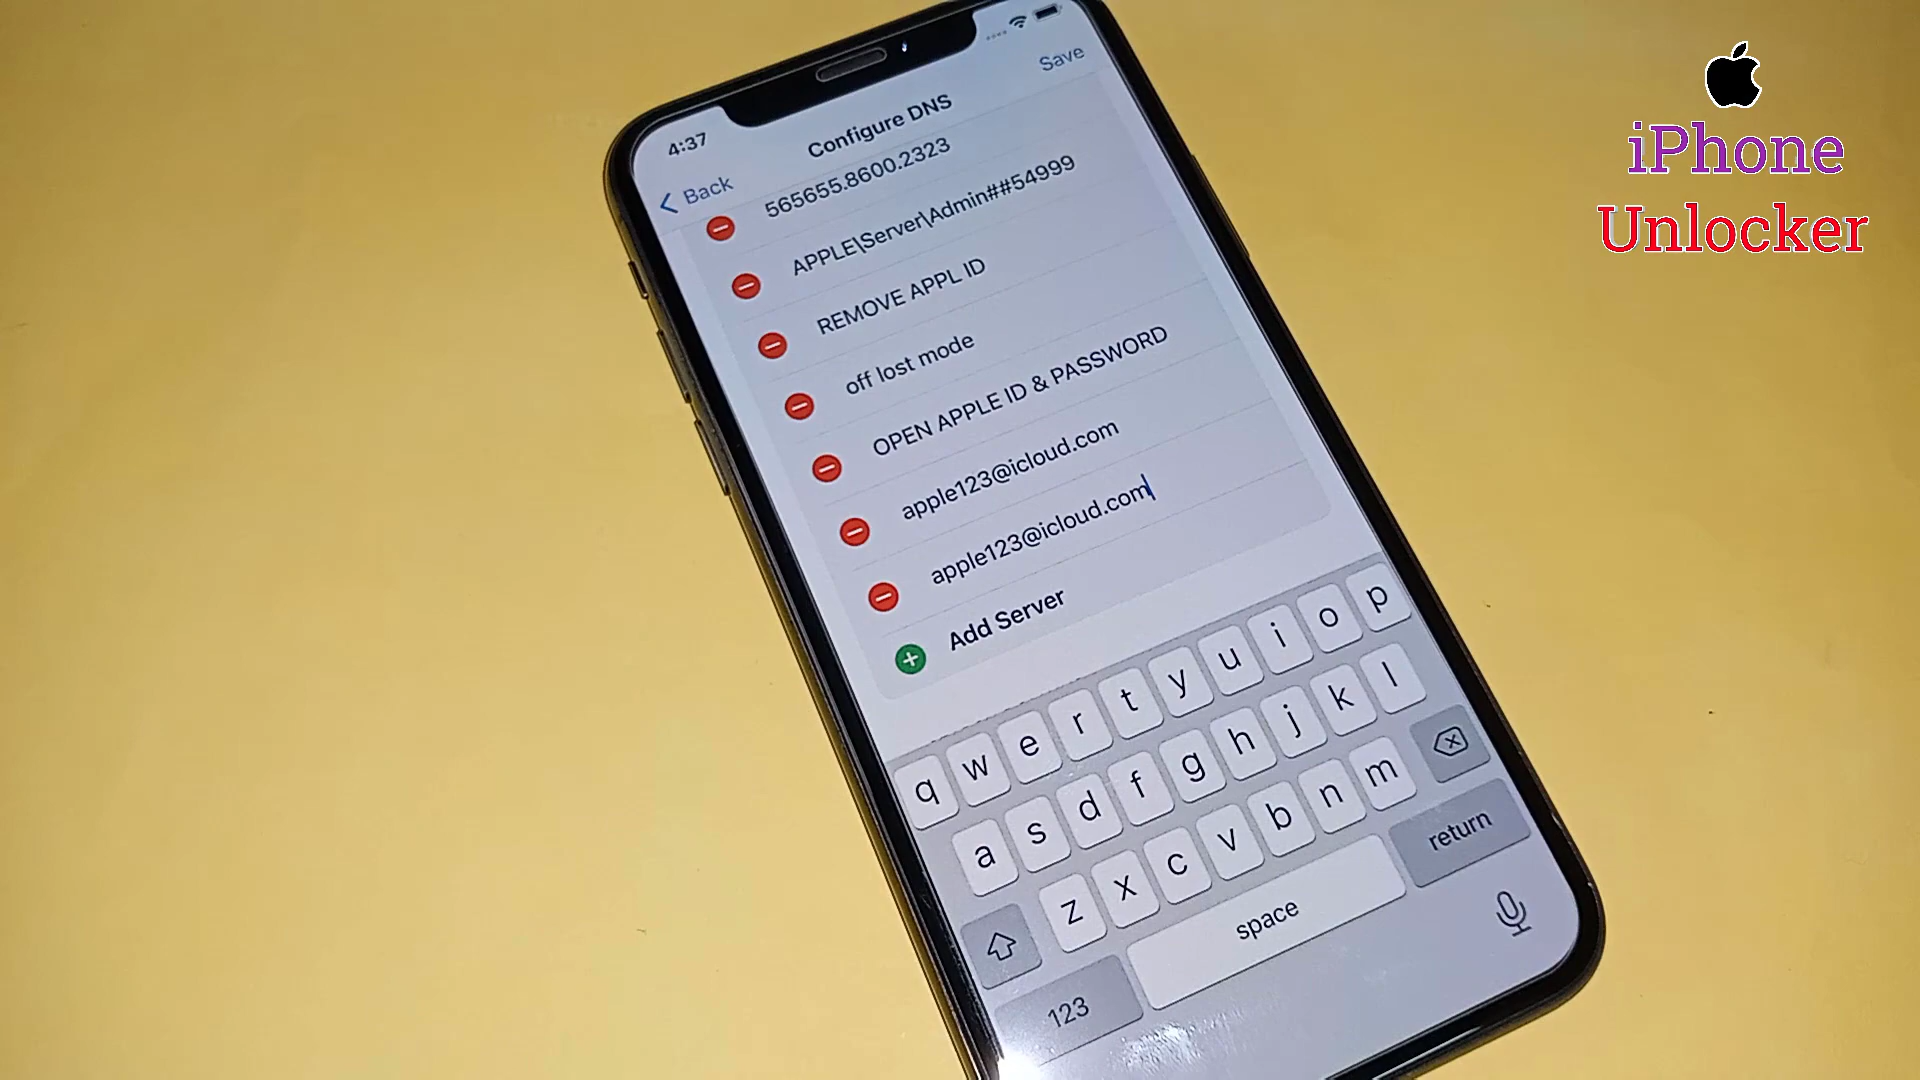 4:37
Save
Configure DNS
Back
565655.8600.2323
APPLE\Server\Admin##54999
REMOVE APPL ID
off lost mode
OPEN APPLE ID & PASSWORD
apple123@icloud.com
apple123@icloud.com
Add Server
q w e r t y u i o p
a s d f g h j k l
z x c v b n m
123 space return
iPhone
Unlocker